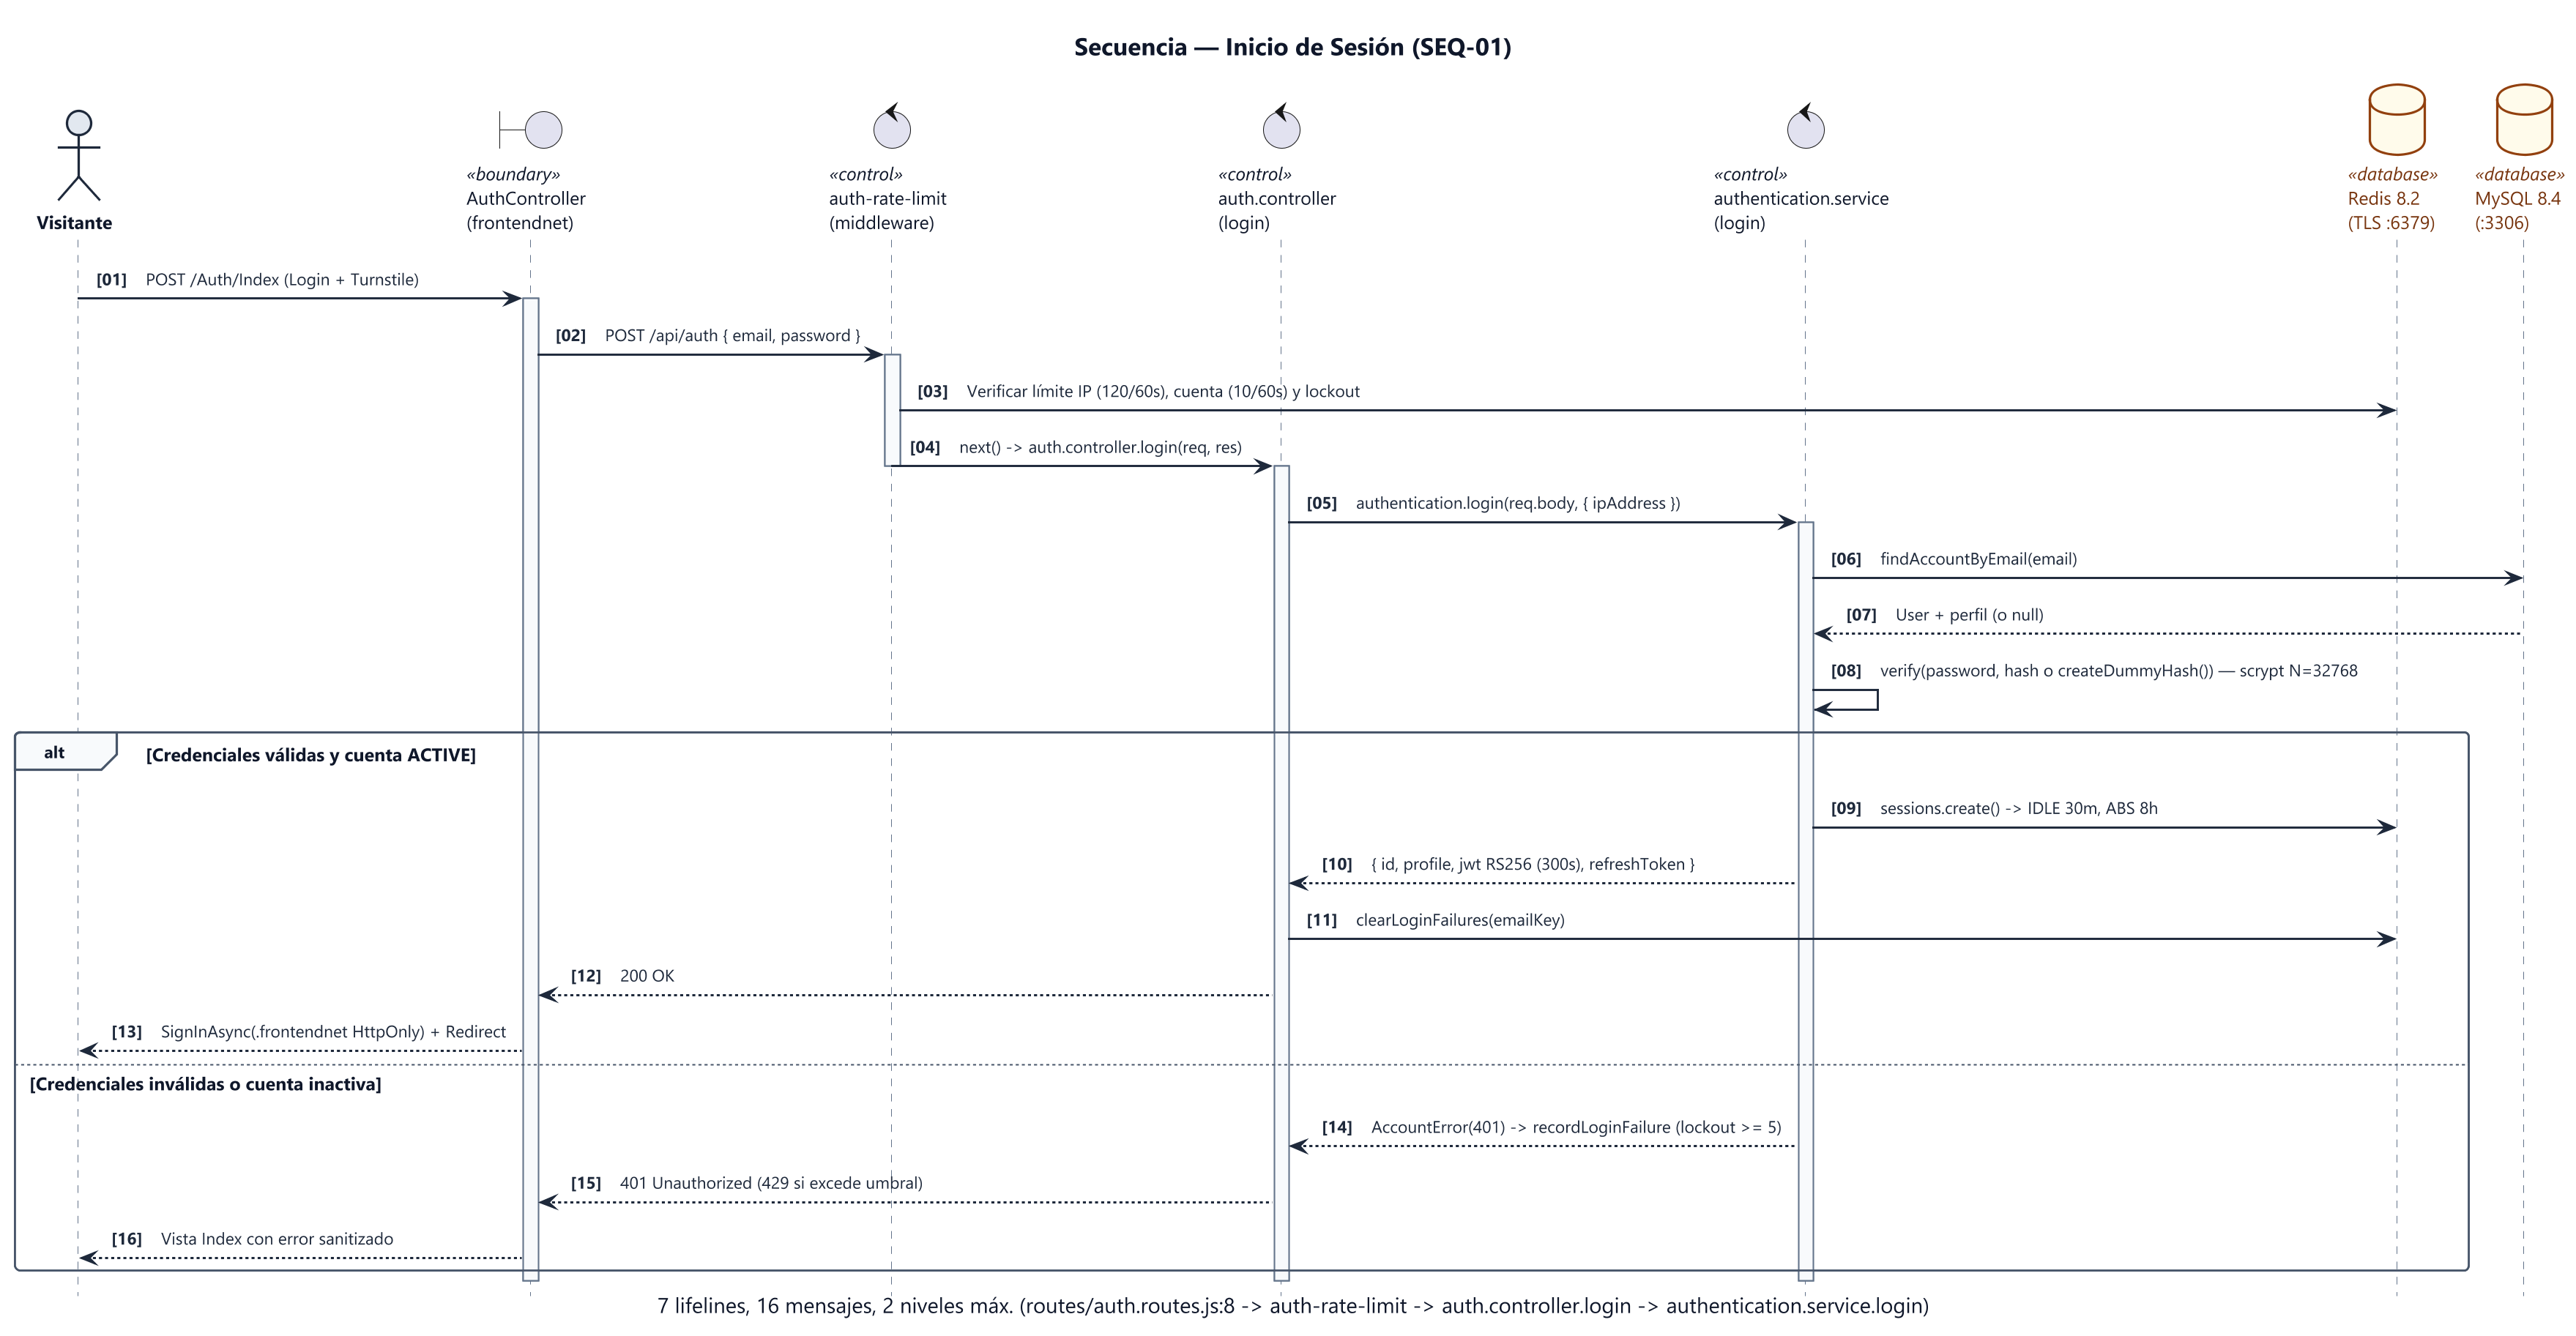 Secuencia — Inicio de Sesión (SEQ-01)
Visitante
«boundary»
AuthController
(frontendnet)
«control»
auth-rate-limit
(middleware)
«control»
auth.controller
(login)
«control»
authentication.service
(login)
«database»
Redis 8.2
(TLS :6379)
«database»
MySQL 8.4
(:3306)
[01] POST /Auth/Index (Login + Turnstile)
[02] POST /api/auth { email, password }
[03] Verificar límite IP (120/60s), cuenta (10/60s) y lockout
[04] next() -> auth.controller.login(req, res)
[05] authentication.login(req.body, { ipAddress })
[06] findAccountByEmail(email)
[07] User + perfil (o null)
[08] verify(password, hash o createDummyHash()) — scrypt N=32768
alt [Credenciales válidas y cuenta ACTIVE]
[09] sessions.create() -> IDLE 30m, ABS 8h
[10] { id, profile, jwt RS256 (300s), refreshToken }
[11] clearLoginFailures(emailKey)
[12] 200 OK
[13] SignInAsync(.frontendnet HttpOnly) + Redirect
[Credenciales inválidas o cuenta inactiva]
[14] AccountError(401) -> recordLoginFailure (lockout >= 5)
[15] 401 Unauthorized (429 si excede umbral)
[16] Vista Index con error sanitizado
7 lifelines, 16 mensajes, 2 niveles máx. (routes/auth.routes.js:8 -> auth-rate-limit -> auth.controller.login -> authentication.service.login)